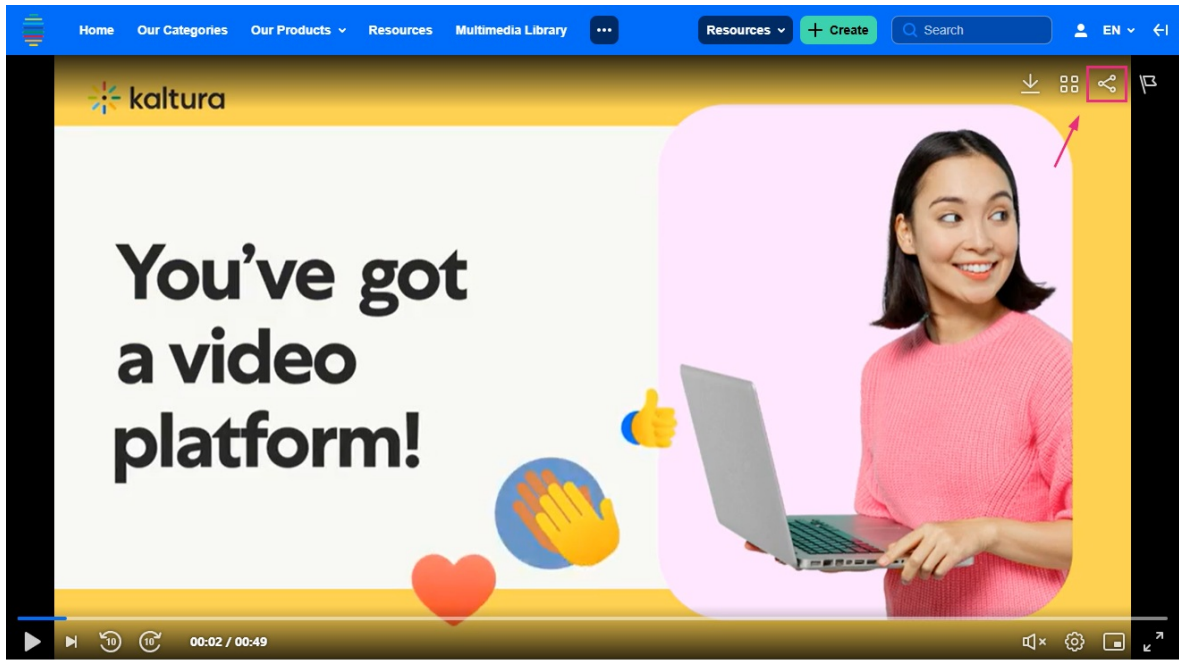 Home Our Categories Our Products Resources Multimedia Library ... Resources + Create Search EN
kaltura
You've got
a video
platform!
10 10 00:02 / 00:49